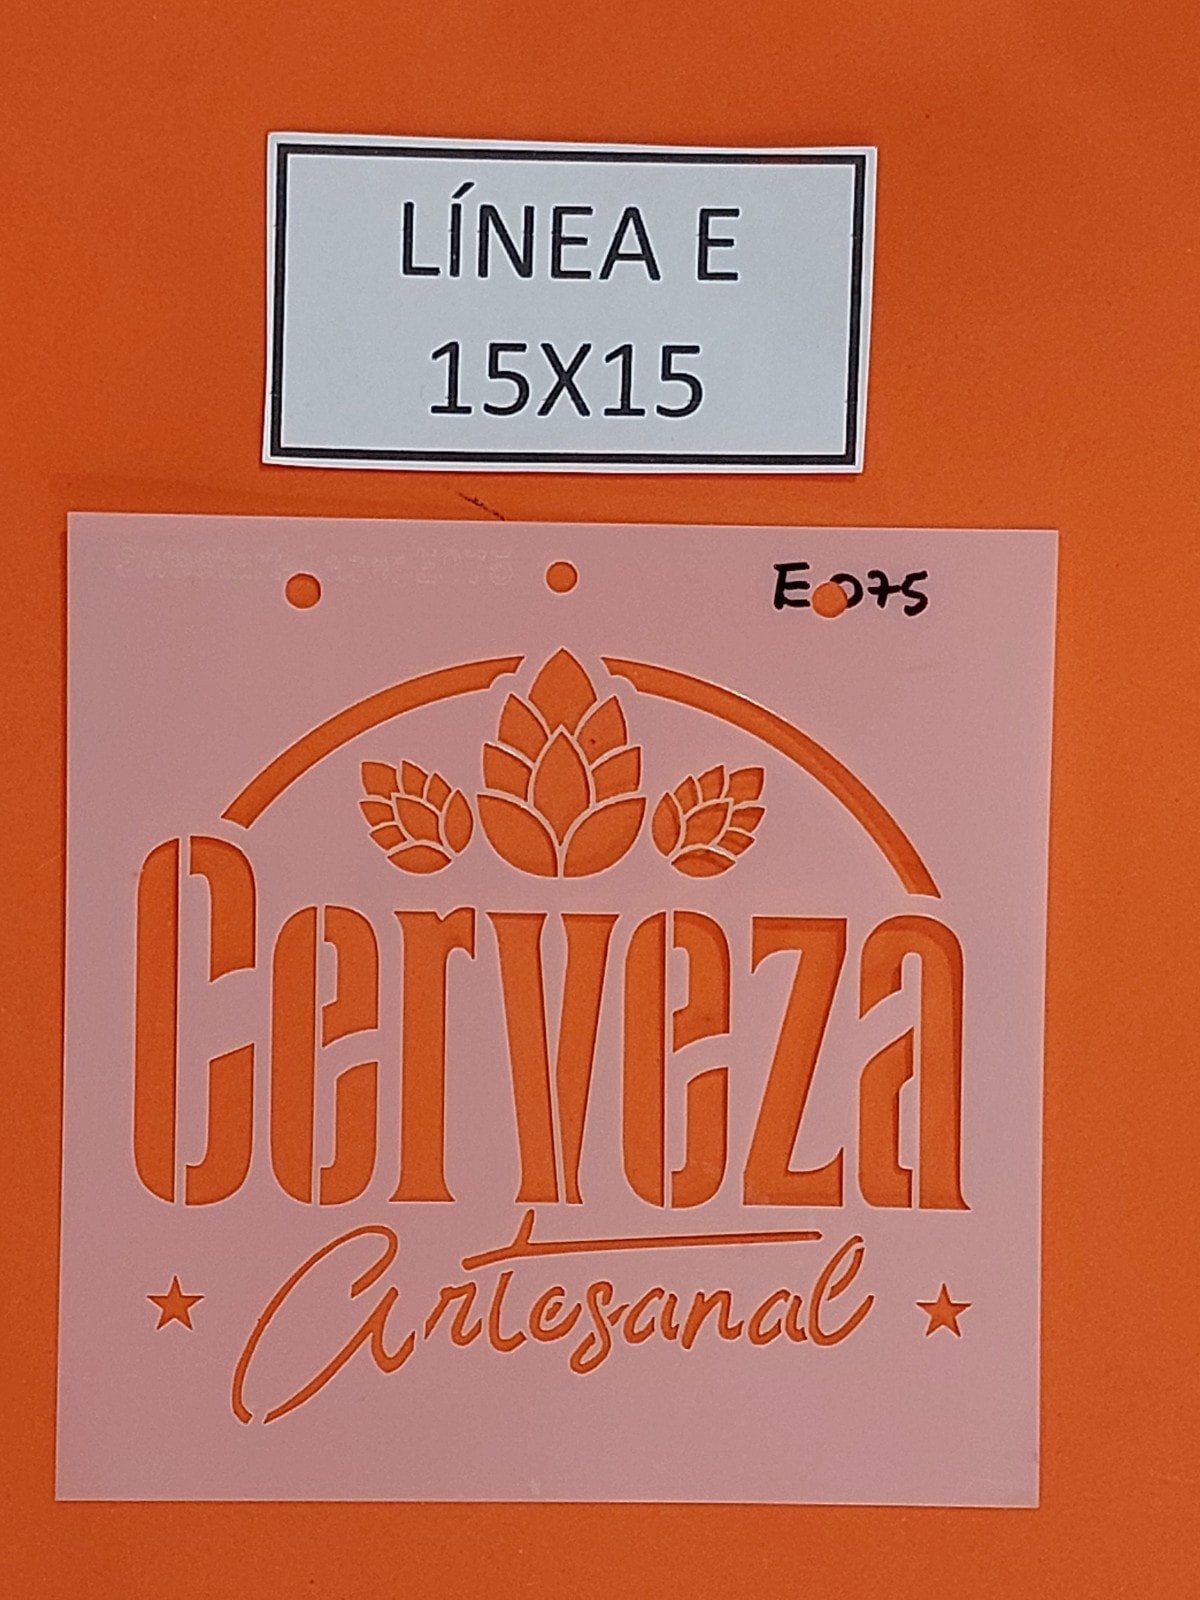 LÍNEA E
15X15
E075
Cerveza
Artesanal